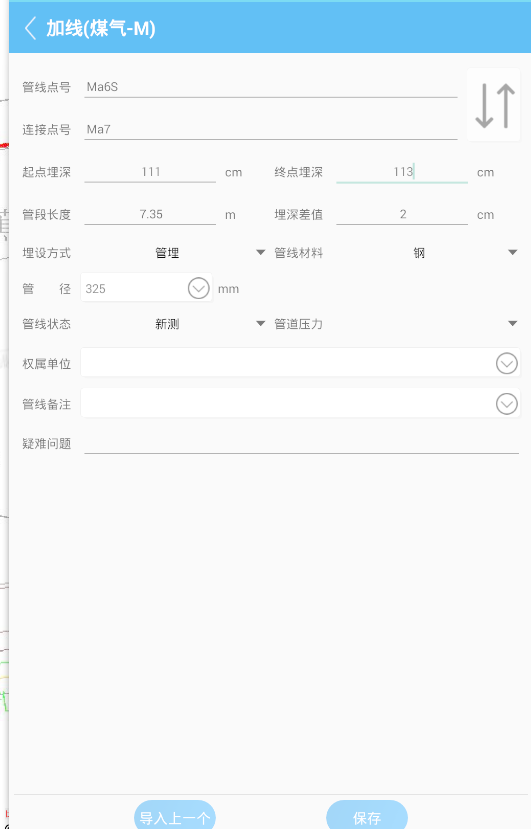 加线(煤气-M)
管线点号 Ma6S
连接点号 Ma7
起点埋深 111 cm 终点埋深 113 cm
管段长度 7.35 m 埋深差值 2 cm
埋设方式 管埋 管线材料 钢
管 径 325 mm
管线状态 新测 管道压力
权属单位
管线备注
疑难问题
导入上一个 保存